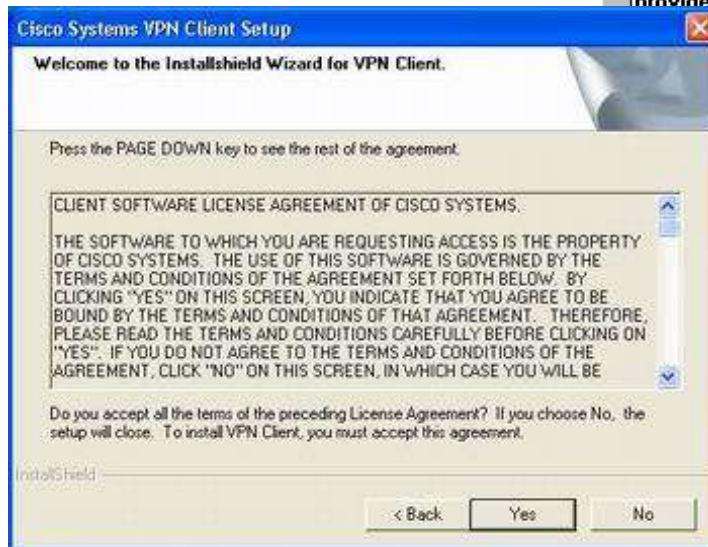 provide
Cisco Systems VPN Client Setup
Welcome to the Installshield Wizard for VPN Client.
Press the PAGE DOWN key to see the rest of the agreement.
CLIENT SOFTWARE LICENSE AGREEMENT OF CISCO SYSTEMS.
THE SOFTWARE TO WHICH YOU ARE REQUESTING ACCESS IS THE PROPERTY
OF CISCO SYSTEMS. THE USE OF THIS SOFTWARE IS GOVERNED BY THE
TERMS AND CONDITIONS OF THE AGREEMENT SET FORTH BELOW. BY
CLICKING "YES" ON THIS SCREEN, YOU INDICATE THAT YOU AGREE TO BE
BOUND BY THE TERMS AND CONDITIONS OF THAT AGREEMENT. THEREFORE,
PLEASE READ THE TERMS AND CONDITIONS CAREFULLY BEFORE CLICKING ON
"YES". IF YOU DO NOT AGREE TO THE TERMS AND CONDITIONS OF THE
AGREEMENT, CLICK "NO" ON THIS SCREEN, IN WHICH CASE YOU WILL BE
Do you accept all the terms of the preceding License Agreement? If you choose No, the
setup will close. To install VPN Client, you must accept this agreement.
InstallShield
< Back
Yes
No